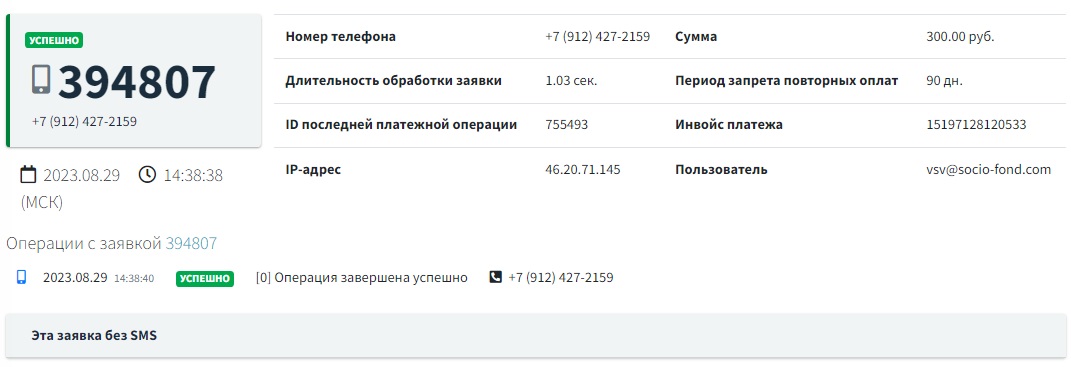 УСПЕШНО
394807
+7 (912) 427-2159
2023.08.29 14:38:38
(МСК)
Номер телефона +7 (912) 427-2159 Сумма 300.00 руб.
Длительность обработки заявки 1.03 сек. Период запрета повторных оплат 90 дн.
ID последней платежной операции 755493 Инвойс платежа 15197128120533
IP-адрес 46.20.71.145 Пользователь vsv@socio-fond.com
Операции с заявкой 394807
2023.08.29 14:38:40 УСПЕШНО [0] Операция завершена успешно +7 (912) 427-2159
Эта заявка без SMS